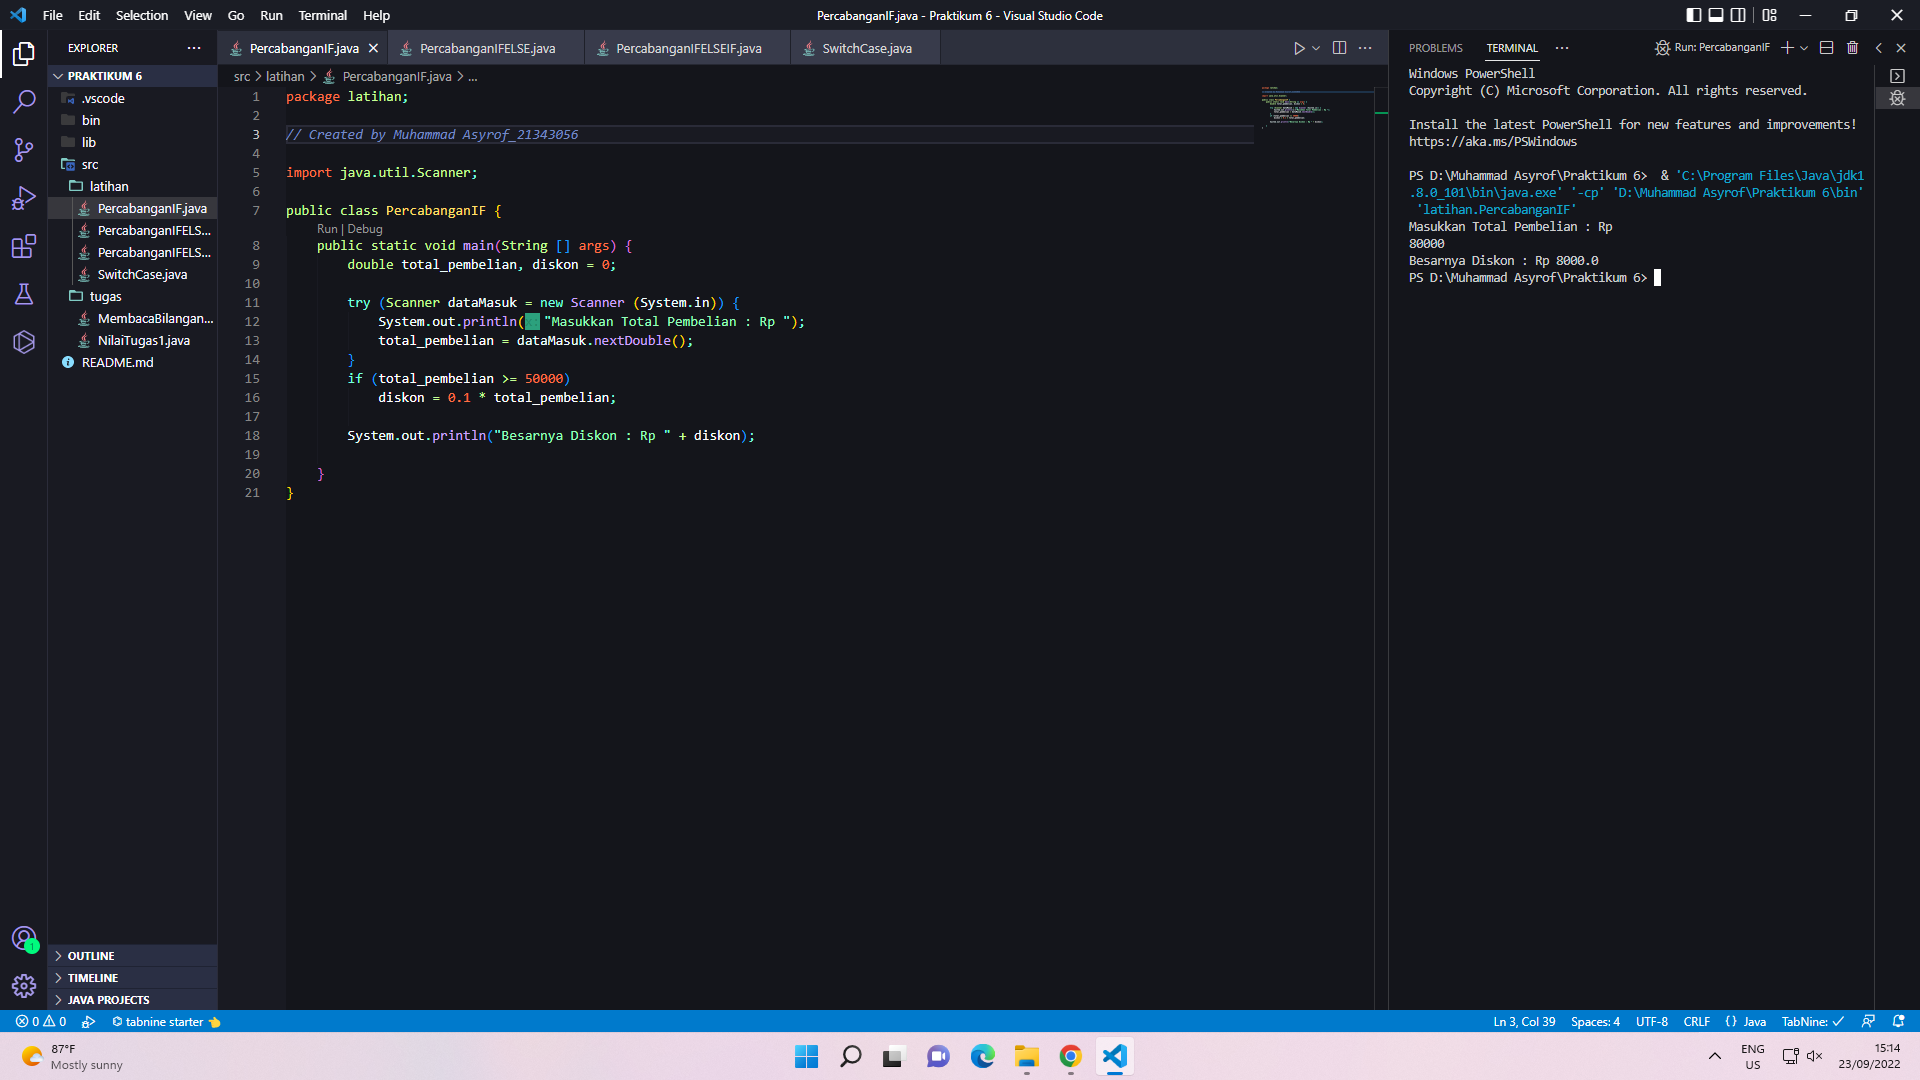 File Edit Selection View Go Run Terminal Help
PercabanganIF.java - Praktikum 6 - Visual Studio Code
EXPLORER
PRAKTIKUM 6
.vscode
bin
lib
src
latihan
PercabanganIF.java
PercabanganIFELS...
PercabanganIFELS...
SwitchCase.java
tugas
MembacaBilangan...
NilaiTugas1.java
README.md
OUTLINE
TIMELINE
JAVA PROJECTS
PercabanganIF.java PercabanganIFELSE.java PercabanganIFELSEIF.java SwitchCase.java
src > latihan > PercabanganIF.java > ...
1 package latihan;
2
3 // Created by Muhammad Asyrof_21343056
4
5 import java.util.Scanner;
6
7 public class PercabanganIF {
Run | Debug
8 public static void main(String [] args) {
9 double total_pembelian, diskon = 0;
10
11 try (Scanner dataMasuk = new Scanner (System.in)) {
12 System.out.println( "Masukkan Total Pembelian : Rp ");
13 total_pembelian = dataMasuk.nextDouble();
14 }
15 if (total_pembelian >= 50000)
16 diskon = 0.1 * total_pembelian;
17
18 System.out.println("Besarnya Diskon : Rp " + diskon);
19
20 }
21 }
PROBLEMS TERMINAL Run: PercabanganIF
Windows PowerShell
Copyright (C) Microsoft Corporation. All rights reserved.
Install the latest PowerShell for new features and improvements!
https://aka.ms/PSWindows
PS D:\Muhammad Asyrof\Praktikum 6> & 'C:\Program Files\Java\jdk1
.8.0_101\bin\java.exe' '-cp' 'D:\Muhammad Asyrof\Praktikum 6\bin'
'latihan.PercabanganIF'
Masukkan Total Pembelian : Rp
80000
Besarnya Diskon : Rp 8000.0
PS D:\Muhammad Asyrof\Praktikum 6>
1
0 0 tabnine starter
Ln 3, Col 39 Spaces: 4 UTF-8 CRLF {} Java TabNine:
87°F
Mostly sunny
ENG
US
15:14
23/09/2022